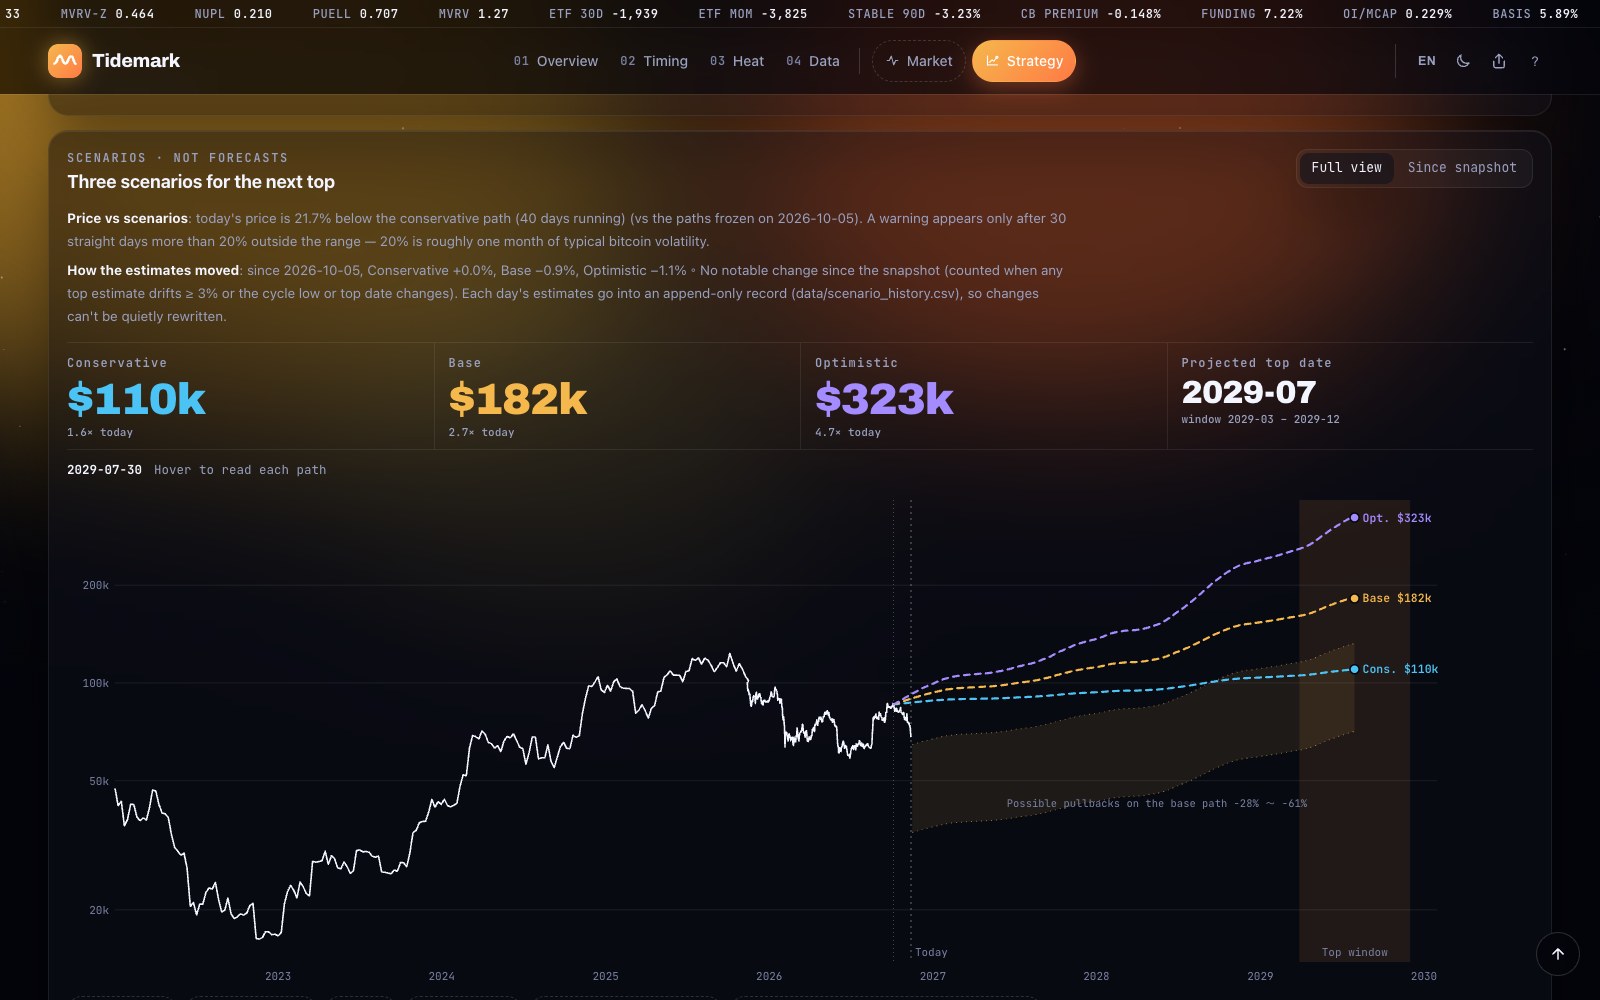 33 MVRV-Z 0.464 NUPL 0.210 PUELL 0.707 MVRV 1.27 ETF 30D -1,939 ETF MOM -3,825 STABLE 90D -3.23% CB PREMIUM -0.148% FUNDING 7.22% OI/MCAP 0.229% BASIS 5.89%
Tidemark 01 Overview 02 Timing 03 Heat 04 Data Market Strategy EN ?
SCENARIOS · NOT FORECASTS
Three scenarios for the next top
Full view Since snapshot
Price vs scenarios: today's price is 21.7% below the conservative path (40 days running) (vs the paths frozen on 2026-10-05). A warning appears only after 30
straight days more than 20% outside the range — 20% is roughly one month of typical bitcoin volatility.
How the estimates moved: since 2026-10-05, Conservative +0.0%, Base −0.9%, Optimistic −1.1% ◦ No notable change since the snapshot (counted when any
top estimate drifts ≥ 3% or the cycle low or top date changes). Each day's estimates go into an append-only record (data/scenario_history.csv), so changes
can't be quietly rewritten.
Conservative Base Optimistic Projected top date
$110k $182k $323k 2029-07
1.6× today 2.7× today 4.7× today window 2029-03 – 2029-12
2029-07-30 Hover to read each path
Opt. $323k
200k
Base $182k
100k
Cons. $110k
50k
Possible pullbacks on the base path -28% ~ -61%
20k
Today
Top window
2023 2024 2025 2026 2027 2028 2029 2030